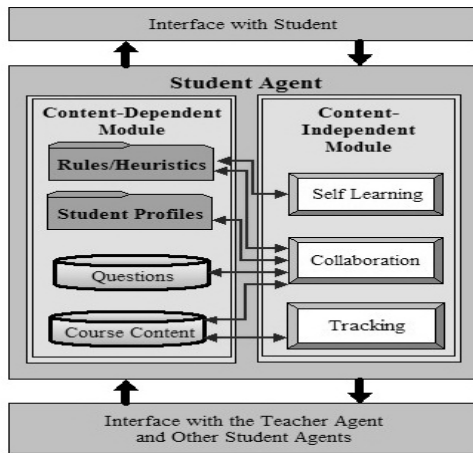 Interface with Student
Student Agent
Content-Dependent
Module
Rules/Heuristics
Student Profiles
Questions
Course Content
Content-
Independent
Module
Self Learning
Collaboration
Tracking
Interface with the Teacher Agent
and Other Student Agents